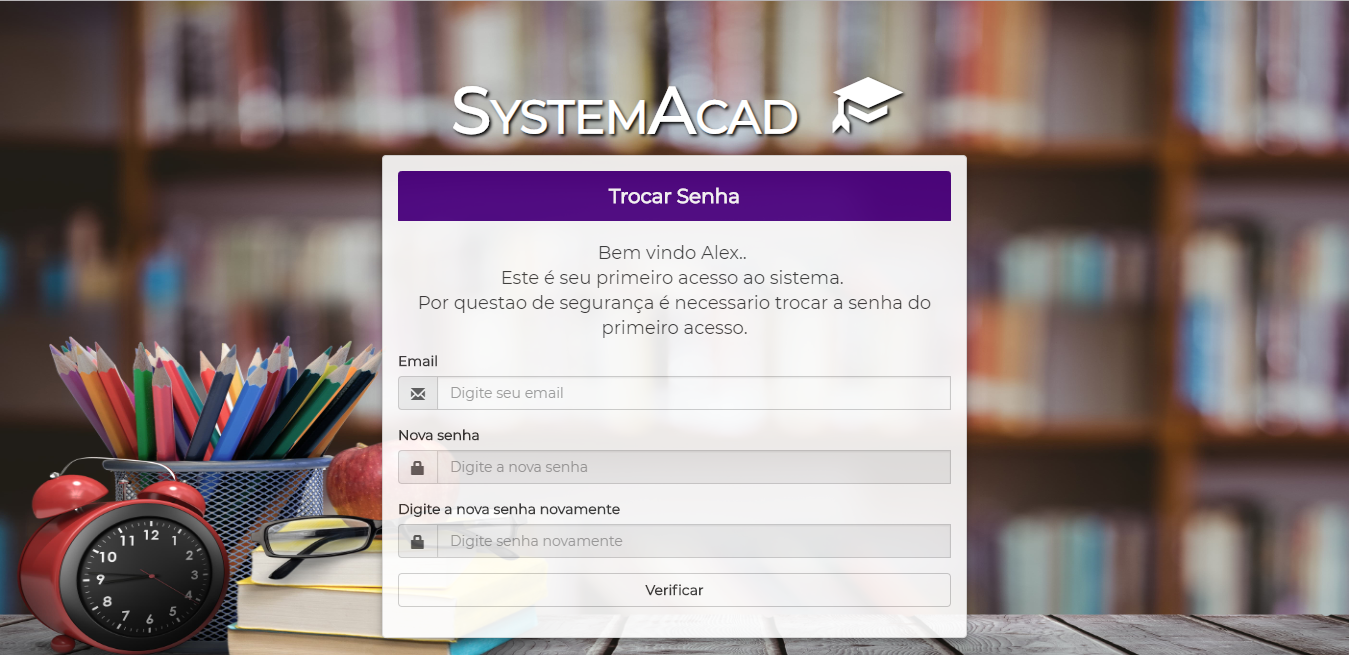 SystemAcad
Trocar Senha
Bem vindo Alex..
Este é seu primeiro acesso ao sistema.
Por questao de segurança é necessario trocar a senha do
primeiro acesso.
Email
Digite seu email
Nova senha
Digite a nova senha
Digite a nova senha novamente
Digite senha novamente
Verificar
11 12 1
10 2
9 3
8 4
7 6 5